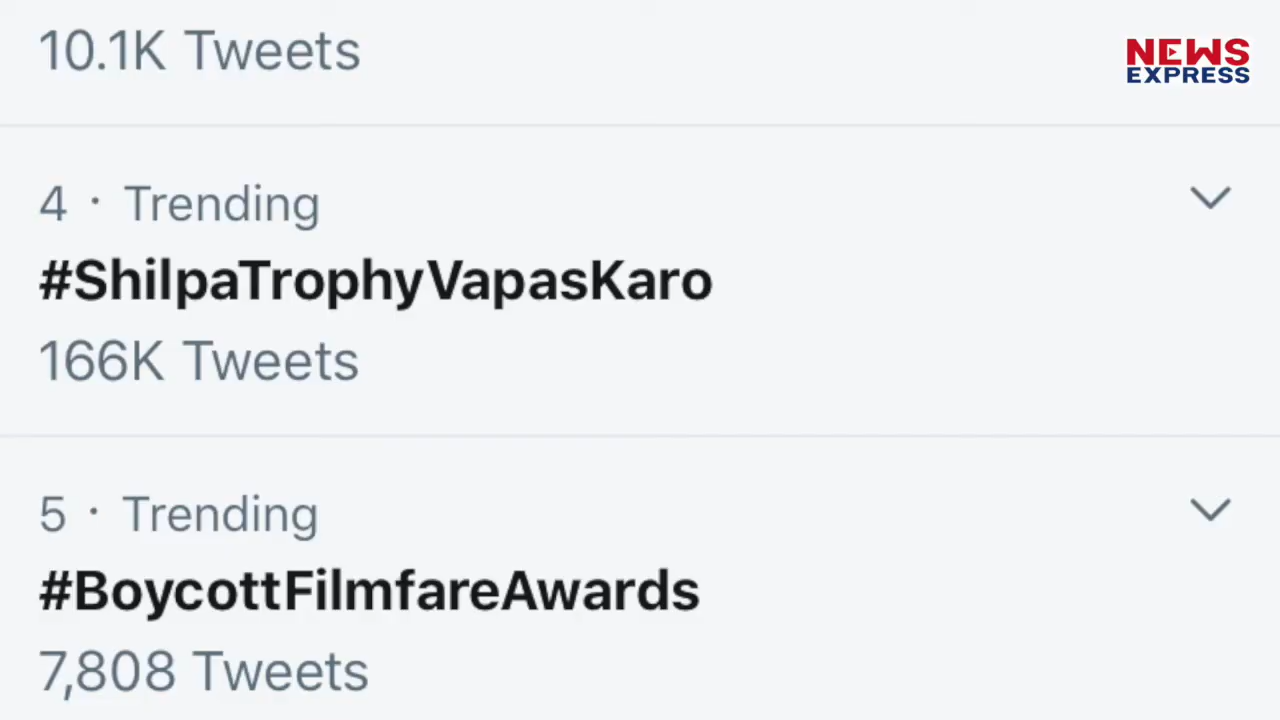 10.1K Tweets
NEWS
EXPRESS
4 · Trending
#ShilpaTrophyVapasKaro
166K Tweets
5 · Trending
#BoycottFilmfareAwards
7,808 Tweets